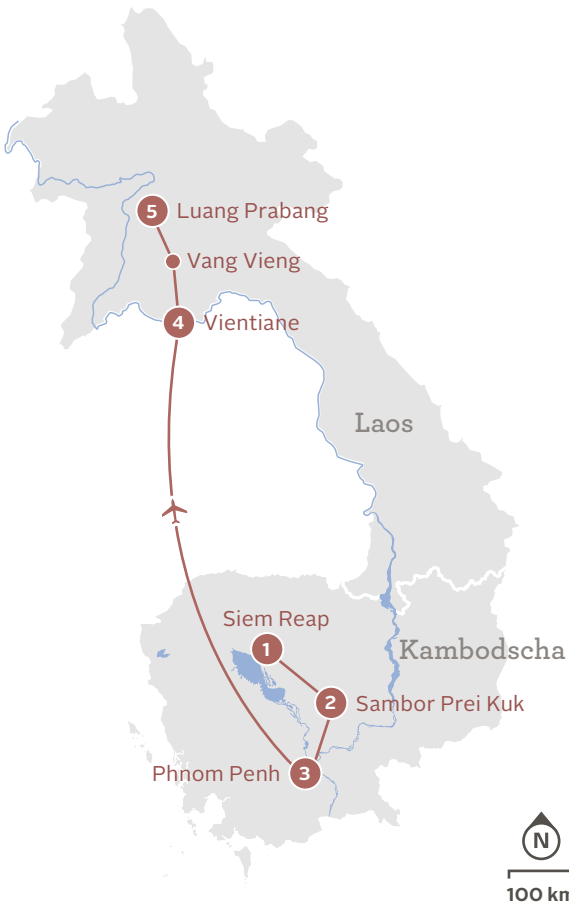 5 Luang Prabang
Vang Vieng
4 Vientiane
Laos
Siem Reap
1
Kambodscha
2 Sambor Prei Kuk
Phnom Penh 3
N
100 km